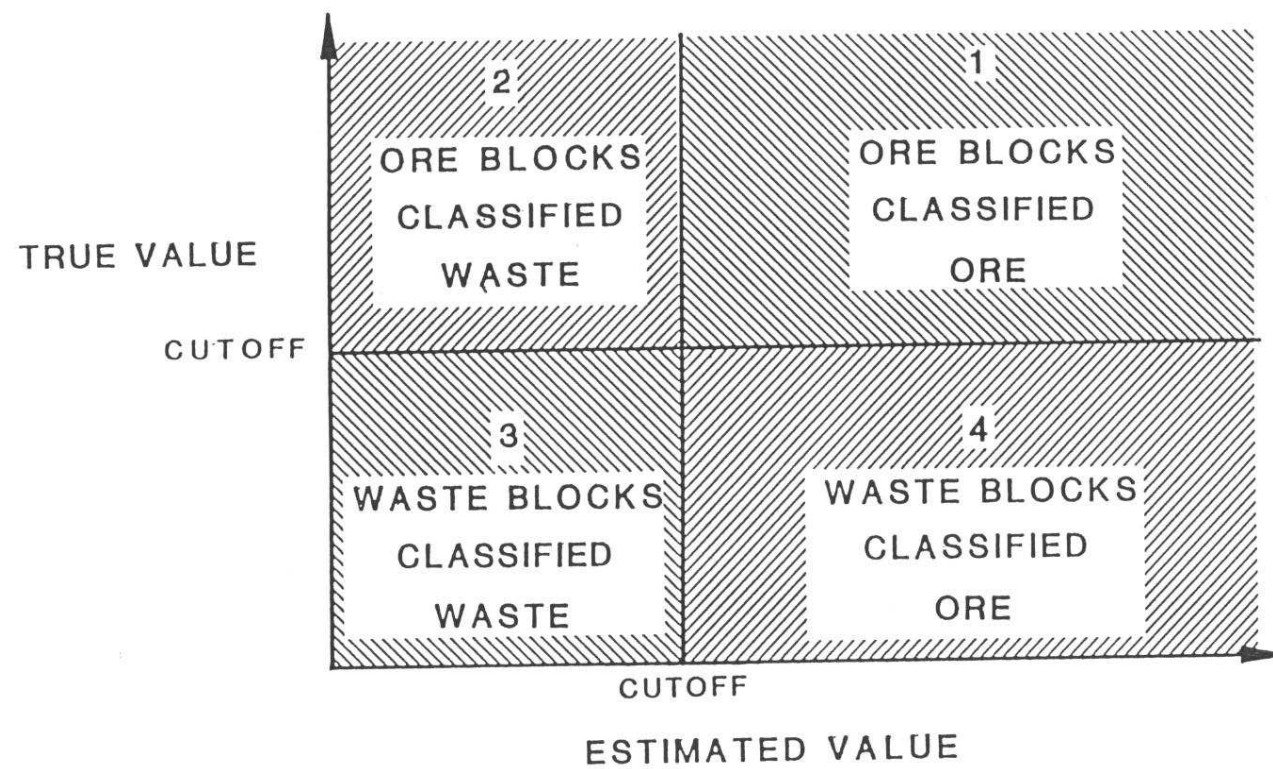 2
ORE BLOCKS
CLASSIFIED
WASTE
1
ORE BLOCKS
CLASSIFIED
ORE
TRUE VALUE
CUTOFF
3
WASTE BLOCKS
CLASSIFIED
WASTE
4
WASTE BLOCKS
CLASSIFIED
ORE
CUTOFF
ESTIMATED VALUE